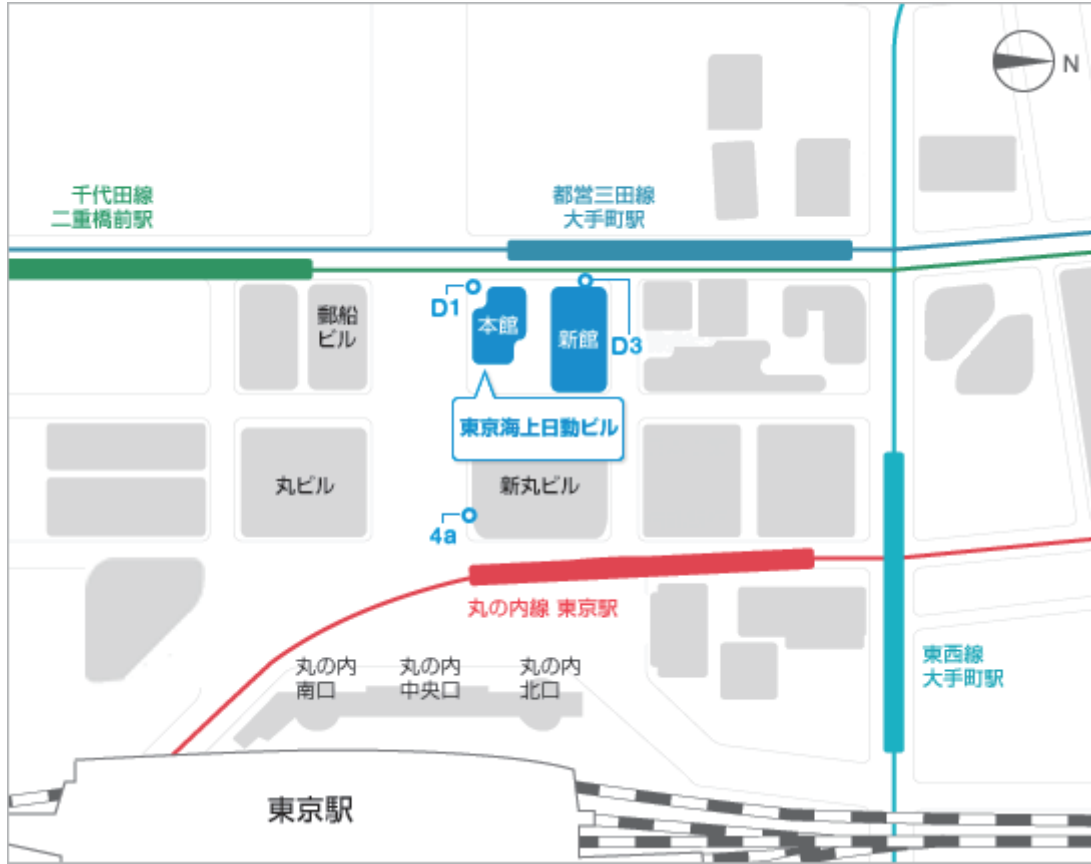 N
千代田線
二重橋前駅
都営三田線
大手町駅
D1
本館
新館
D3
郵船
ビル
東京海上日動ビル
丸ビル
新丸ビル
4a
丸の内線 東京駅
丸の内
南口
丸の内
中央口
丸の内
北口
東西線
大手町駅
東京駅